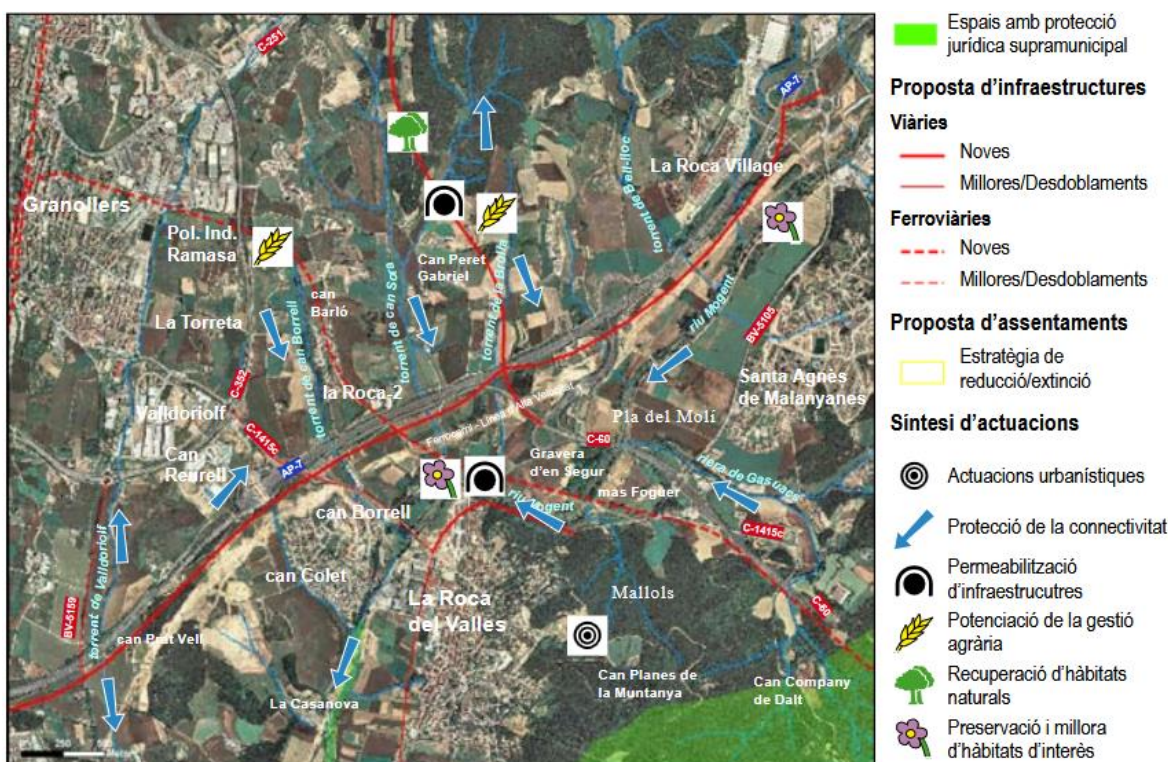 C-251
AP-7
La Roca Village
torrent de Bell-lloc
Granollers
Pol. Ind.
Ramasa
Can Peret
Gabriel
can
Barló
torrent de can Sora
torrent de la Brolla
riu Mogent
BV-5105
La Torreta
torrent de can Borrell
C-352
la Roca-2
Santa Agnès
de Malanyanes
Valldoriolf
Pla del Molí
C-1415c
C-60
Can
AP-7
Gravera
d'en Segur
riera de Gasuacs
mas Foguer
riu Mogent
can Borrell
C-1415c
torrent de Valldoriolf
can Colet
La Roca
del Valles
Mallols
C-60
BV-5159
can Prat Vell
Can Planes de
la Muntanya
Can Company
de Dalt
La Casanova
250
Espais amb protecció
jurídica supramunicipal
Proposta d'infraestructures
Viàries
Noves
Millores/Desdoblaments
Ferroviàries
Noves
Millores/Desdoblaments
Proposta d'assentaments
Estratègia de
reducció/extinció
Síntesi d'actuacions
Actuacions urbanístiques
Protecció de la connectivitat
Permeabilització
d'infraestrucutres
Potenciació de la gestió
agrària
Recuperació d'hàbitats
naturals
Preservació i millora
d'hàbitats d'interès